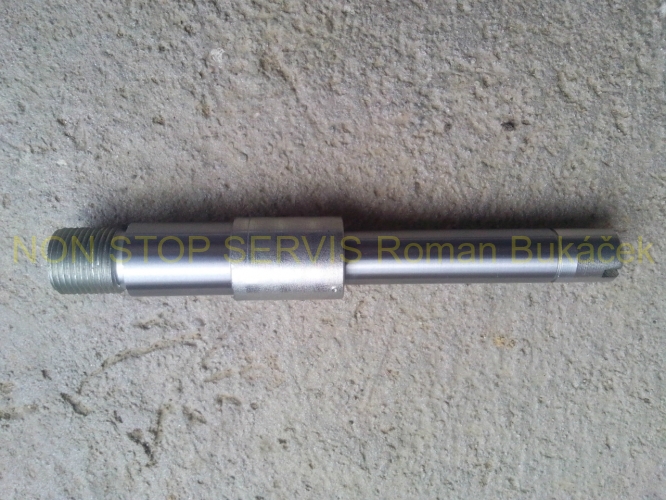 NON STOP SERVIS Roman Bukáček